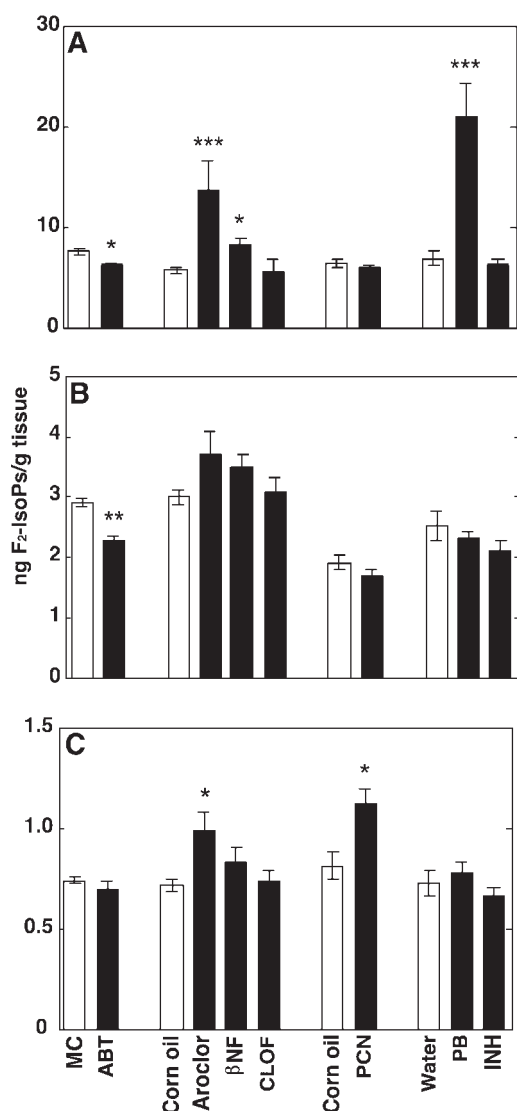 A
30
20
10
0
*
***
*
***
B
5
4
3
2
1
0
**
ng F₂-IsoPs/g tissue
C
1.5
1.0
0.5
0
*
*
MC
ABT
Corn oil
Aroclor
βNF
CLOF
Corn oil
PCN
Water
PB
INH